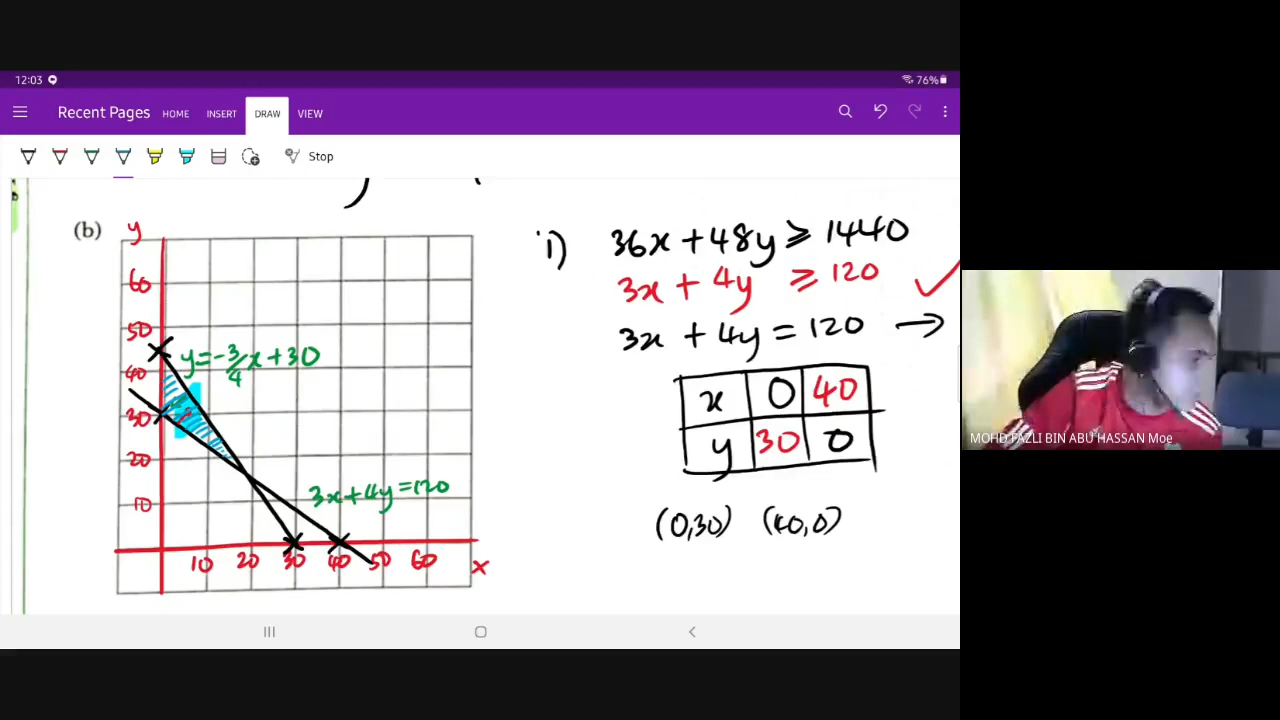 12:03 76%
Recent Pages HOME INSERT DRAW VIEW
Stop
(b)
y
60
50
40
30
20
10
10 20 30 40 50 60 x
y=-3/4x+30
3x+4y=120
i) 36x+48y ≥ 1440
3x + 4y ≥ 120 ✓
3x + 4y = 120 →
x 0 40
y 30 0
(0,30) (40,0)
MOHD FAZLI BIN ABU HASSAN Moe